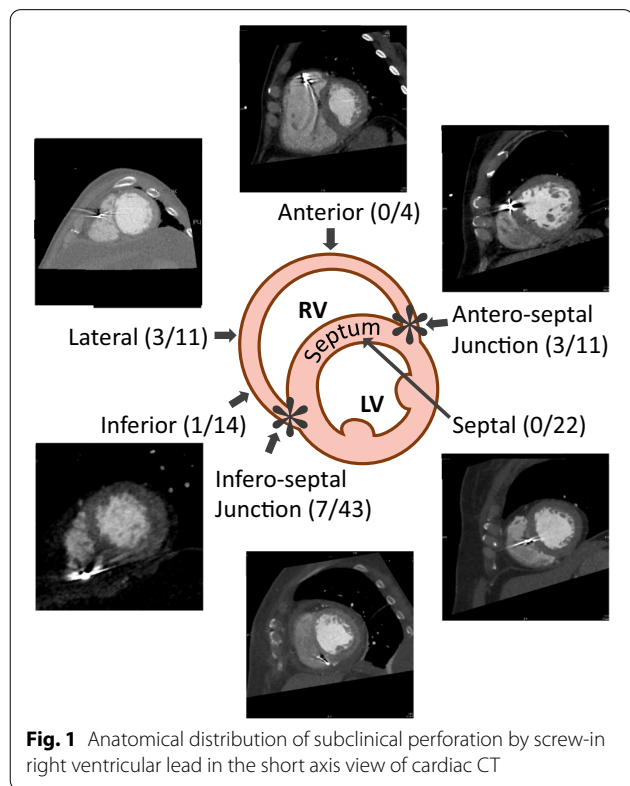 Anterior (0/4)
Lateral (3/11)
RV
Septum
Antero-septal
Junction (3/11)
LV
Inferior (1/14)
Septal (0/22)
Infero-septal
Junction (7/43)
Fig. 1 Anatomical distribution of subclinical perforation by screw-in
right ventricular lead in the short axis view of cardiac CT